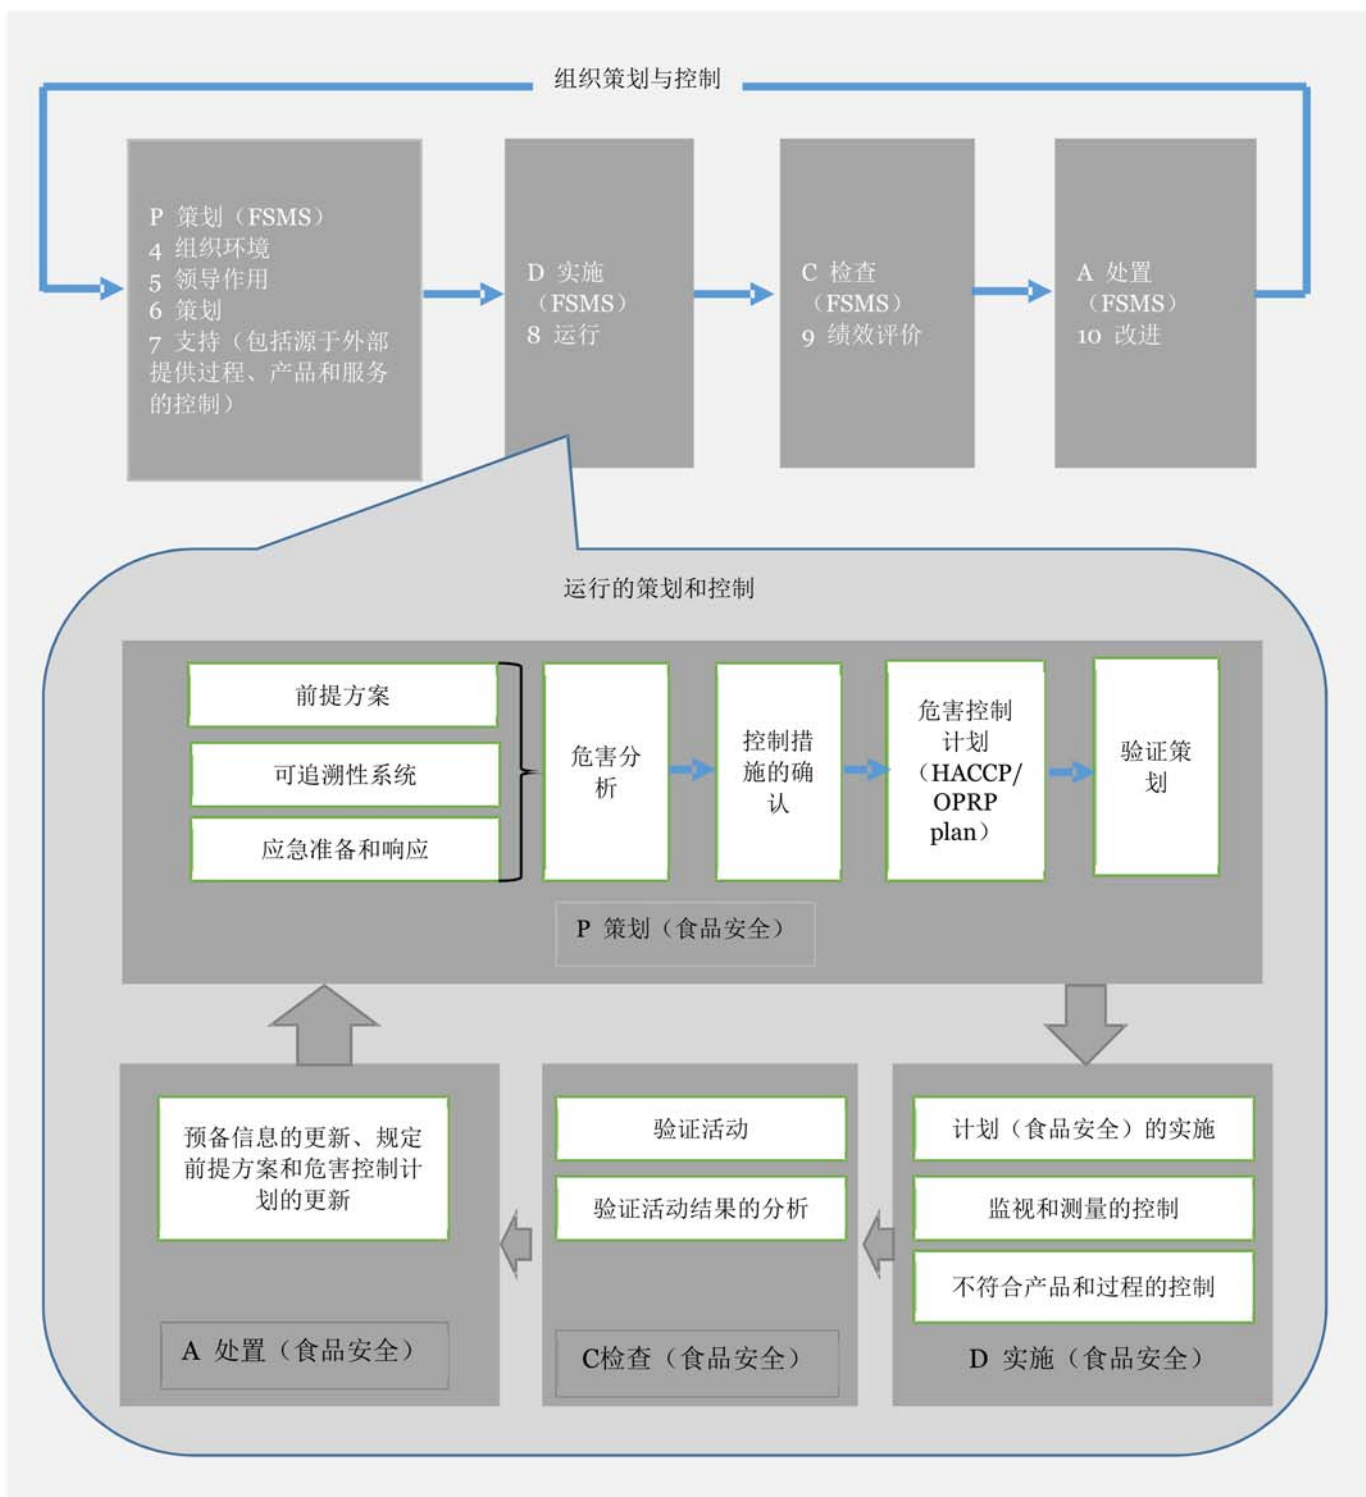 组织策划与控制
P 策划（FSMS）
4 组织环境
5 领导作用
6 策划
7 支持（包括源于外部
提供过程、产品和服务
的控制）
D 实施
（FSMS）
8 运行
C 检查
（FSMS）
9 绩效评价
A 处置
（FSMS）
10 改进
运行的策划和控制
前提方案
可追溯性系统
应急准备和响应
危害分
析
控制措
施的确
认
危害控制
计划
（HACCP/
OPRP
plan）
验证策
划
P 策划（食品安全）
预备信息的更新、规定
前提方案和危害控制计
划的更新
A 处置（食品安全）
验证活动
验证活动结果的分析
C检查（食品安全）
计划（食品安全）的实施
监视和测量的控制
不符合产品和过程的控制
D 实施（食品安全）